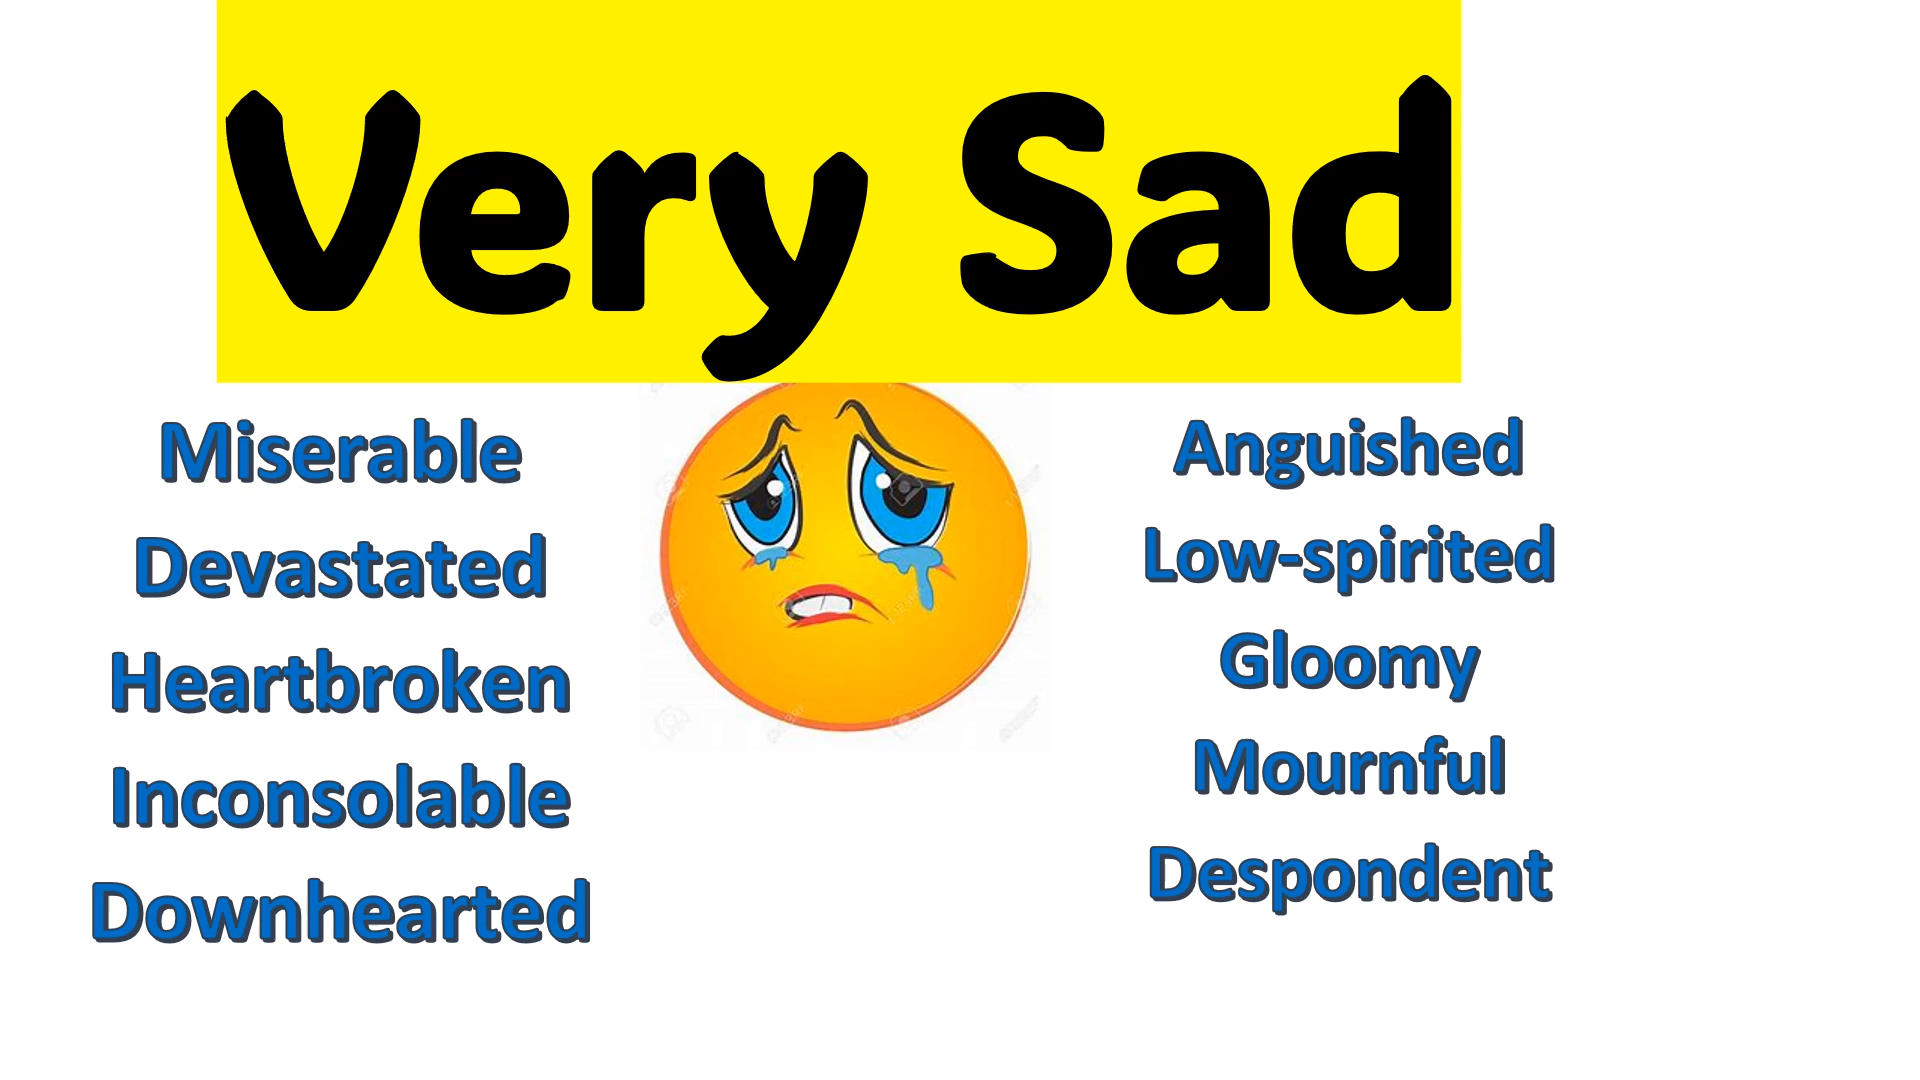 Very Sad
Miserable
Devastated
Heartbroken
Inconsolable
Downhearted
Anguished
Low-spirited
Gloomy
Mournful
Despondent